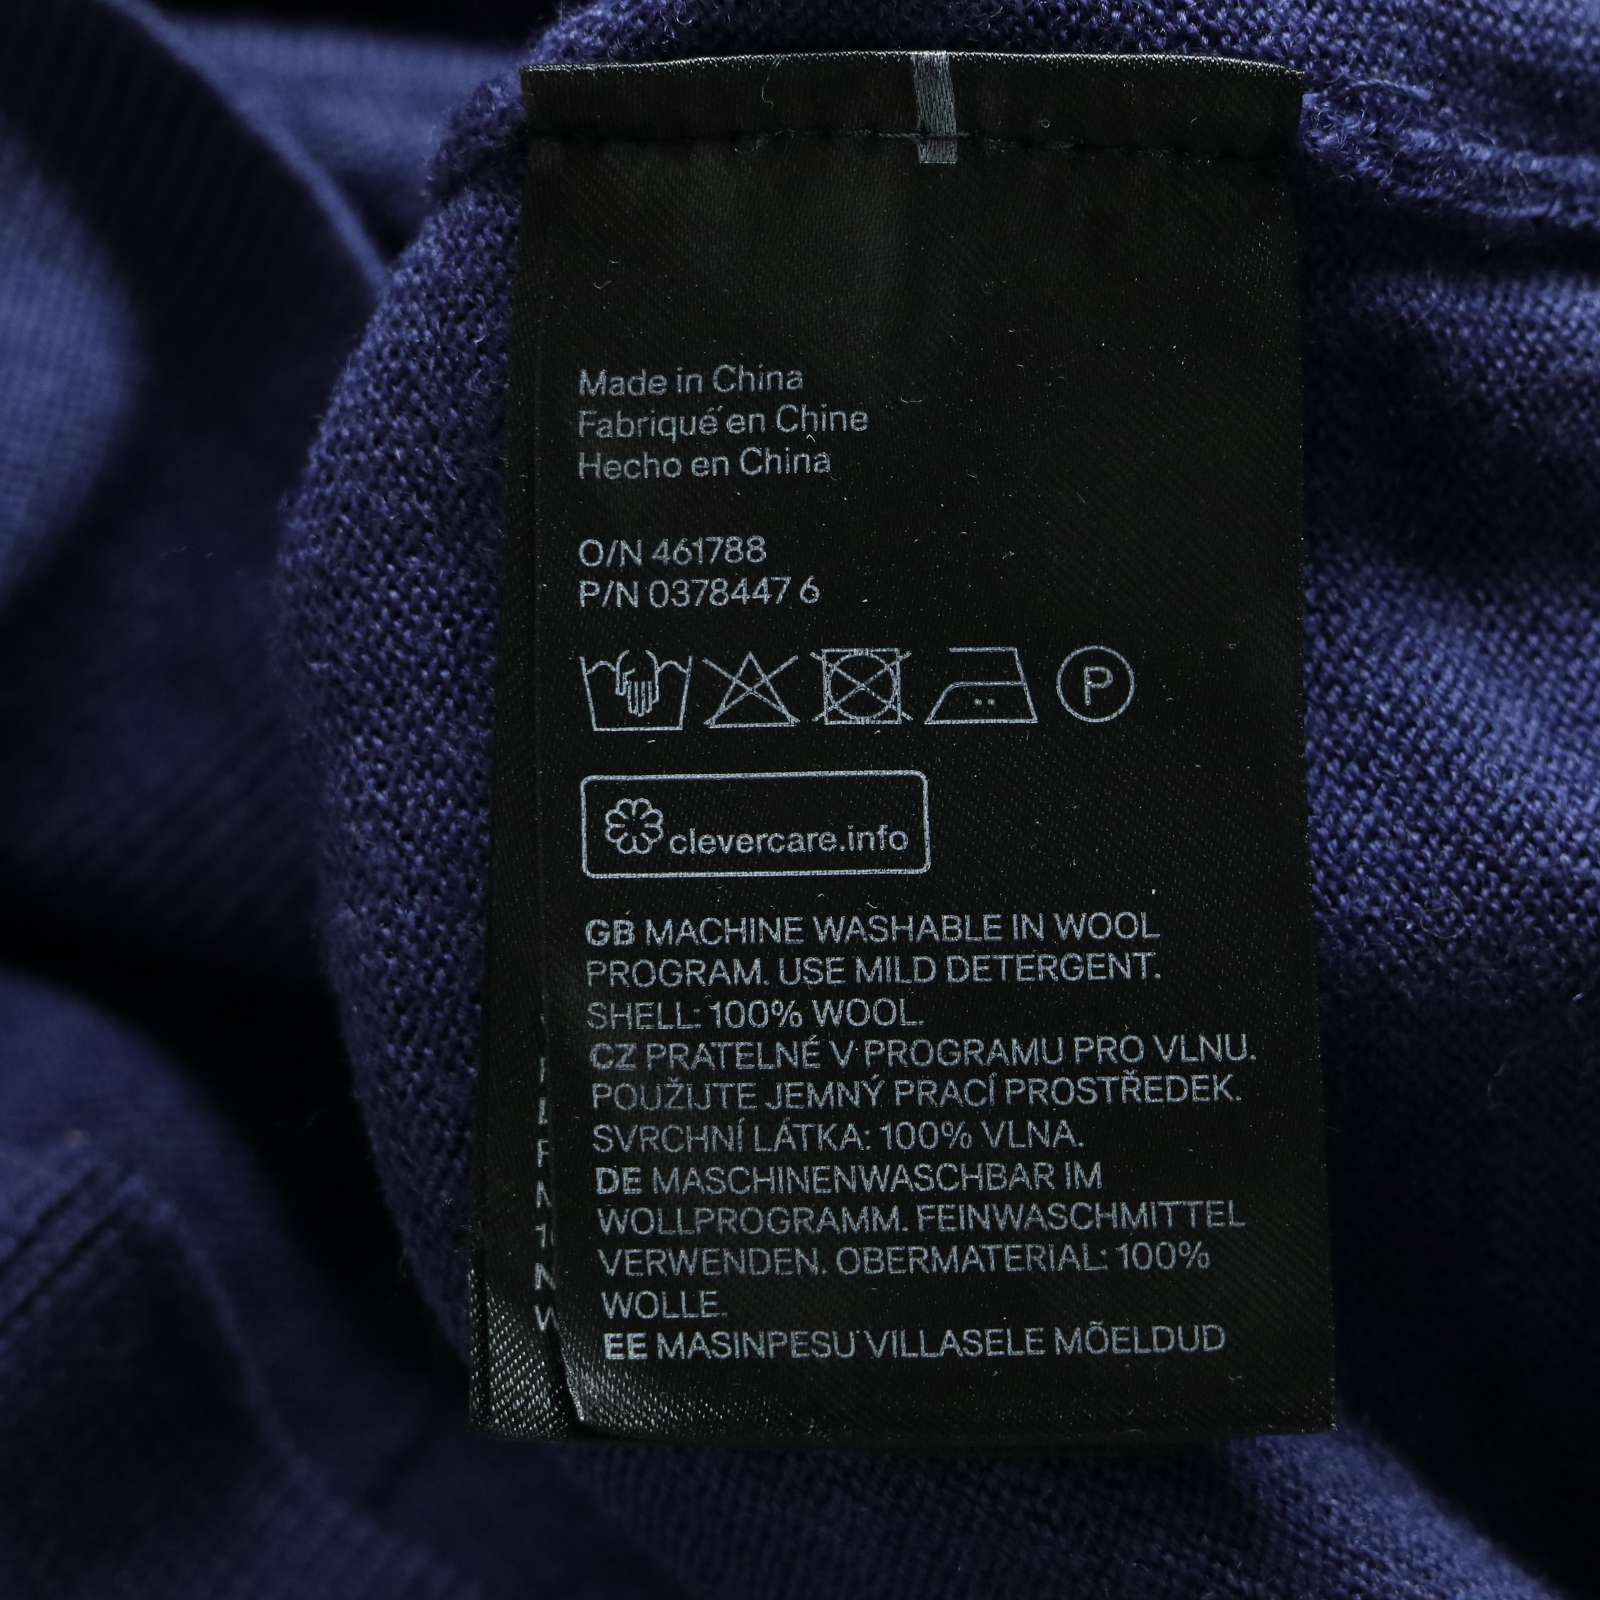 Made in China
Fabriqué en Chine
Hecho en China
O/N 461788
P/N 0378447 6
P
clevercare.info
GB MACHINE WASHABLE IN WOOL
PROGRAM. USE MILD DETERGENT.
SHELL: 100% WOOL.
CZ PRATELNÉ V PROGRAMU PRO VLNU.
POUŽIJTE JEMNÝ PRACÍ PROSTŘEDEK.
SVRCHNÍ LÁTKA: 100% VLNA.
DE MASCHINENWASCHBAR IM
WOLLPROGRAMM. FEINWASCHMITTEL
VERWENDEN. OBERMATERIAL: 100%
WOLLE.
EE MASINPESU VILLASELE MÕELDUD